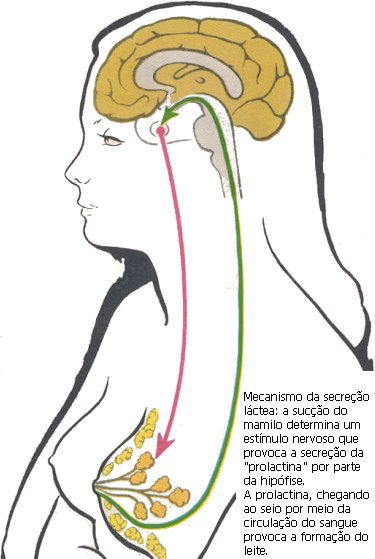 Mecanismo da secreção
láctea: a sucção do
mamilo determina um
estímulo nervoso que
provoca a secreção da
"prolactina" por parte
da hipófise.
A prolactina, chegando
ao seio por meio da
circulação do sangue
provoca a formação do
leite.